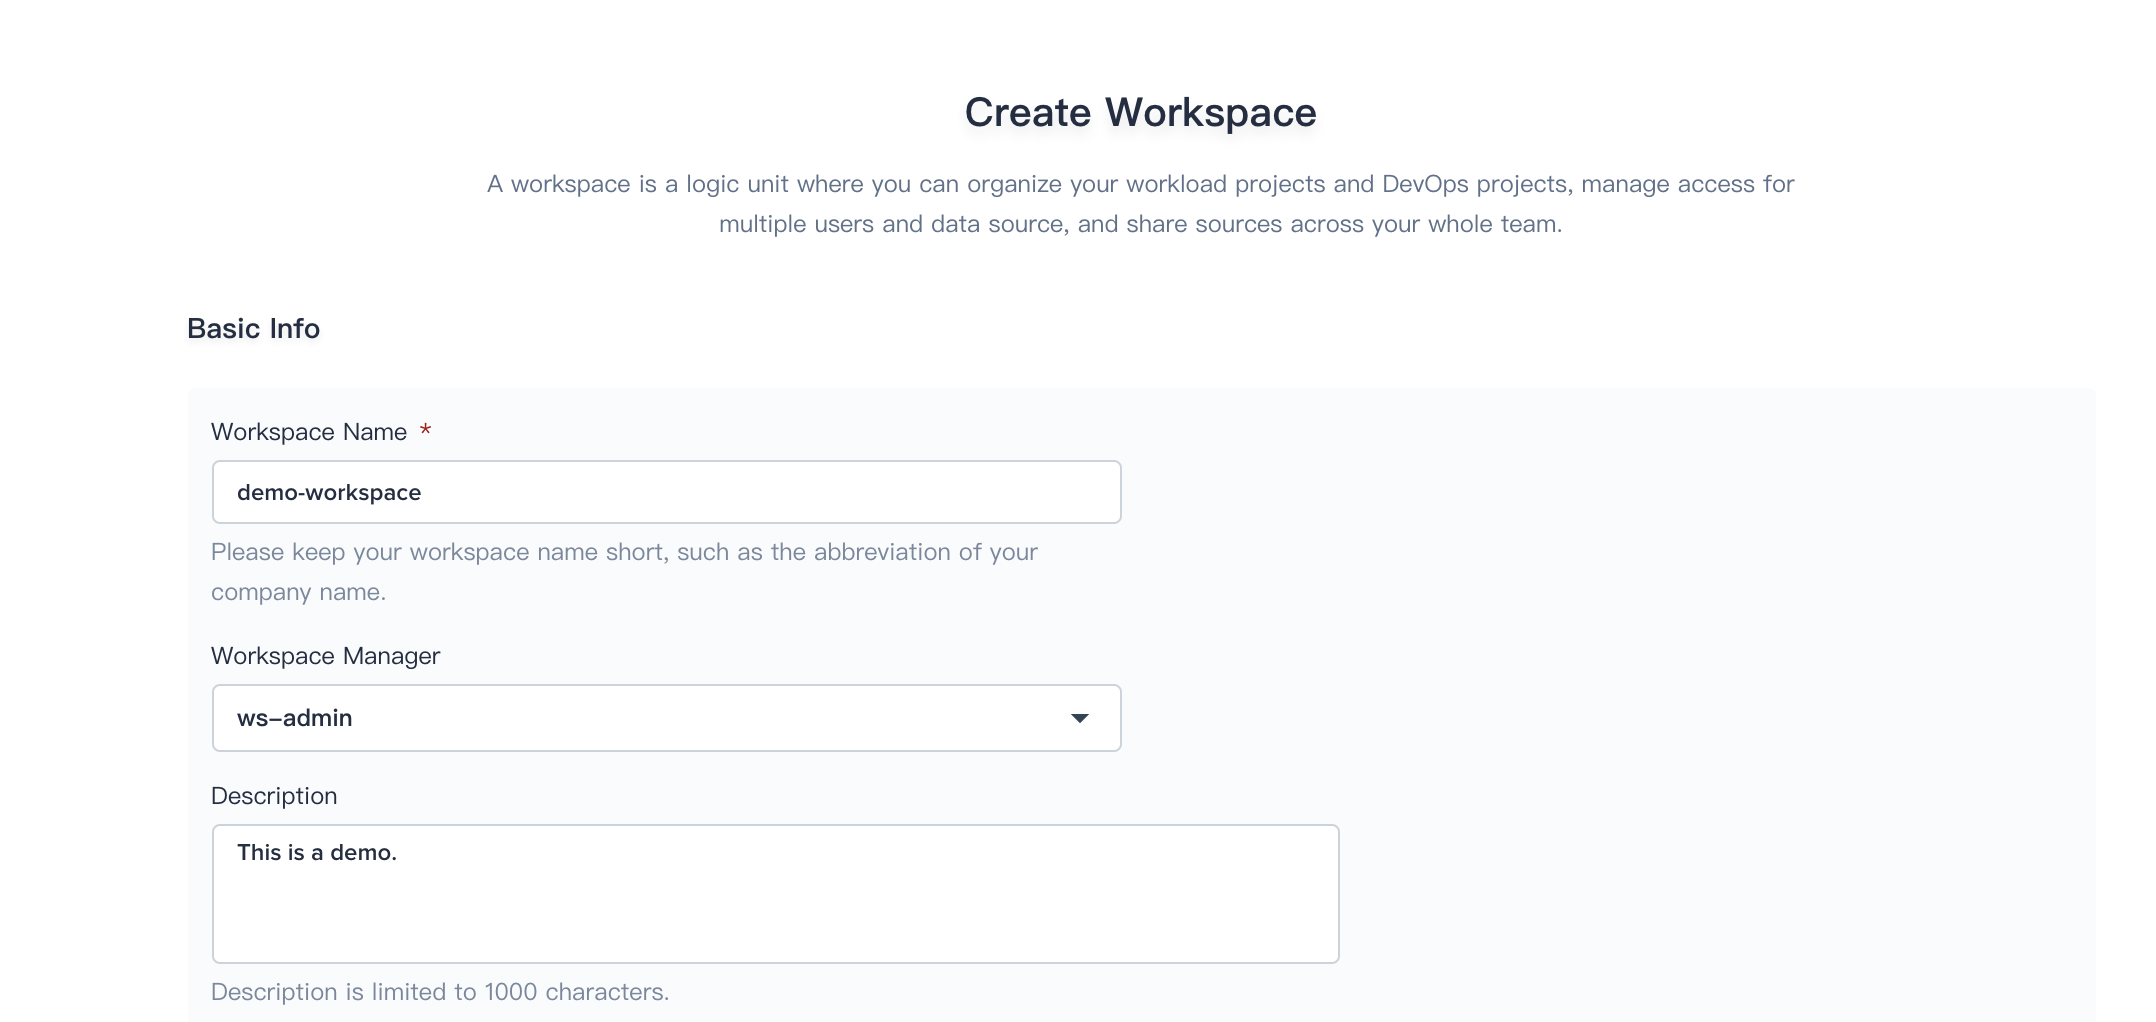 Create Workspace
A workspace is a logic unit where you can organize your workload projects and DevOps projects, manage access for
multiple users and data source, and share sources across your whole team.
Basic Info
Workspace Name *
demo-workspace
Please keep your workspace name short, such as the abbreviation of your
company name.
Workspace Manager
ws-admin
Description
This is a demo.
Description is limited to 1000 characters.